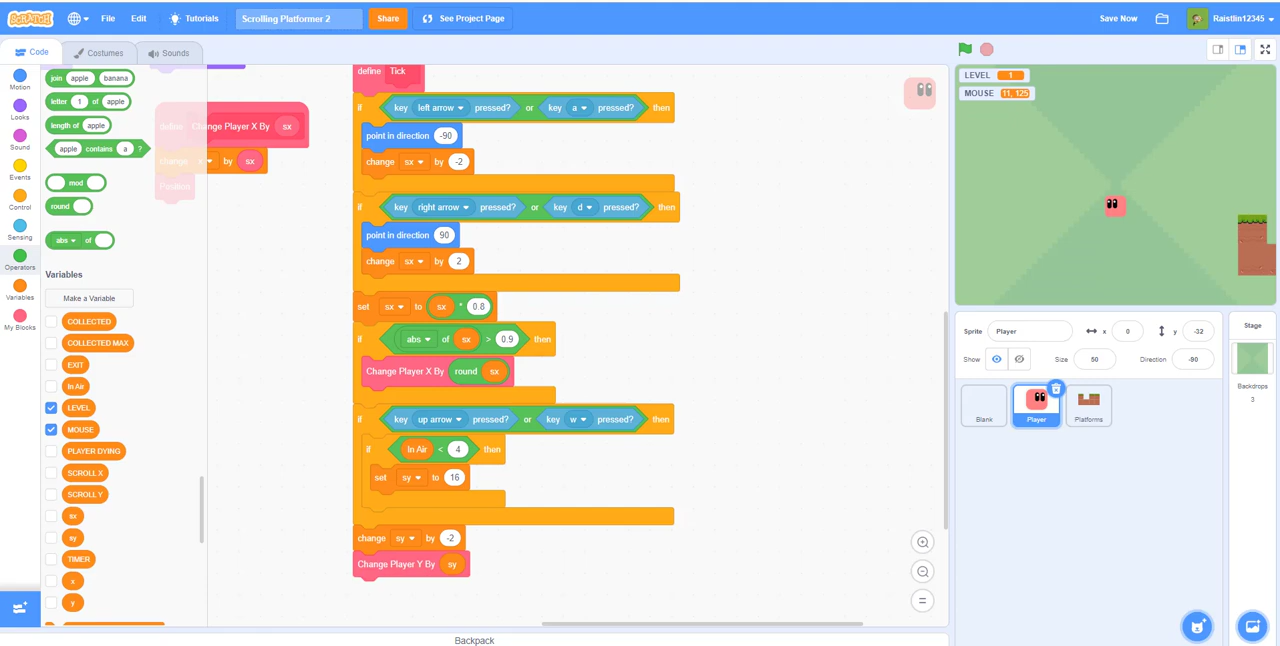 SCRATCH File Edit Tutorials Scrolling Platformer 2 Share See Project Page Save Now Raistlin12345
Code Costumes Sounds
Motion
Looks
Sound
Events
Control
Sensing
Operators
Variables
My Blocks
join apple banana
letter 1 of apple
length of apple
apple contains a ?
mod
round
abs of
Variables
Make a Variable
COLLECTED
COLLECTED MAX
EXIT
In Air
LEVEL
MOUSE
PLAYER DYING
SCROLL X
SCROLL Y
sx
sy
TIMER
x
y
define Change Player X By sx
change x by sx
Position
define Tick
if key left arrow pressed? or key a pressed? then
point in direction -90
change sx by -2
if key right arrow pressed? or key d pressed? then
point in direction 90
change sx by 2
set sx to sx * 0.8
if abs of sx > 0.9 then
Change Player X By round sx
if key up arrow pressed? or key w pressed? then
if In Air < 4 then
set sy to 16
change sy by -2
Change Player Y By sy
Backpack
LEVEL 1
MOUSE 11, 125
Sprite Player x 0 y -32
Show Size 50 Direction -90
Blank Player Platforms
Stage
Backdrops
3